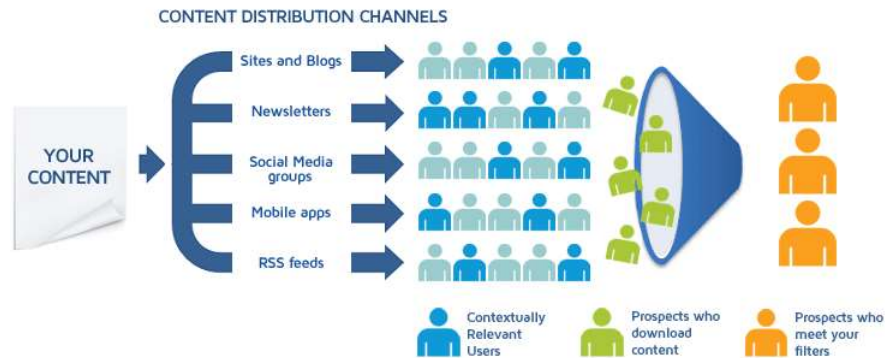 CONTENT DISTRIBUTION CHANNELS
YOUR
CONTENT
Sites and Blogs
Newsletters
Social Media
groups
Mobile apps
RSS feeds
Contextually
Relevant
Users
Prospects who
download
content
Prospects who
meet your
filters